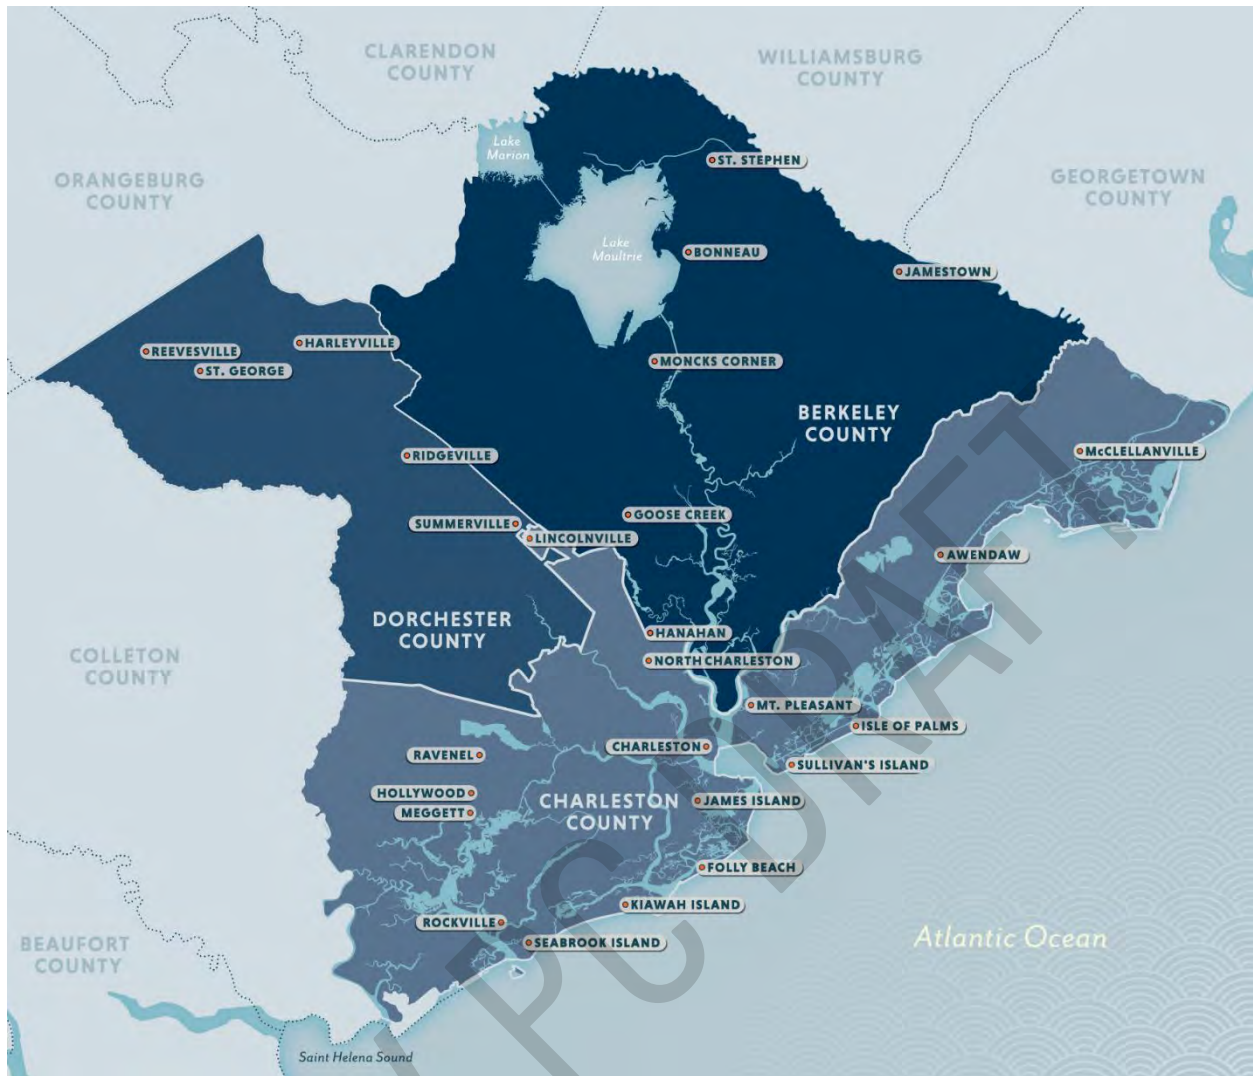 CLARENDON
COUNTY
WILLIAMSBURG
COUNTY
Lake
Marion
ST. STEPHEN
ORANGEBURG
COUNTY
GEORGETOWN
COUNTY
Lake
Moultrie
BONNEAU
JAMESTOWN
HARLEYVILLE
REEVESVILLE
ST. GEORGE
MONCKS CORNER
BERKELEY
COUNTY
RIDGEVILLE
McCLELLANVILLE
GOOSE CREEK
SUMMERVILLE
LINCOLNVILLE
AWENDAW
DORCHESTER
COUNTY
HANAHAN
COLLETON
COUNTY
NORTH CHARLESTON
MT. PLEASANT
ISLE OF PALMS
CHARLESTON
RAVENEL
SULLIVAN'S ISLAND
HOLLYWOOD
CHARLESTON
COUNTY
JAMES ISLAND
MEGGETT
FOLLY BEACH
KIAWAH ISLAND
ROCKVILLE
SEABROOK ISLAND
Atlantic Ocean
BEAUFORT
COUNTY
Saint Helena Sound
DRAFT